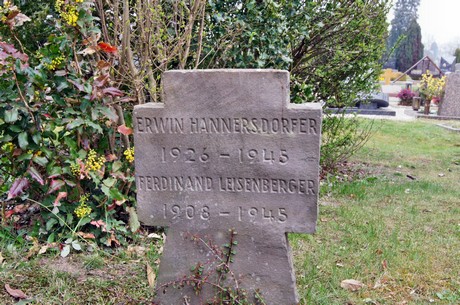 ERWIN HANNERSDORFER
1926 - 1945
FERDINAND LEISENBERGER
1908 - 1945